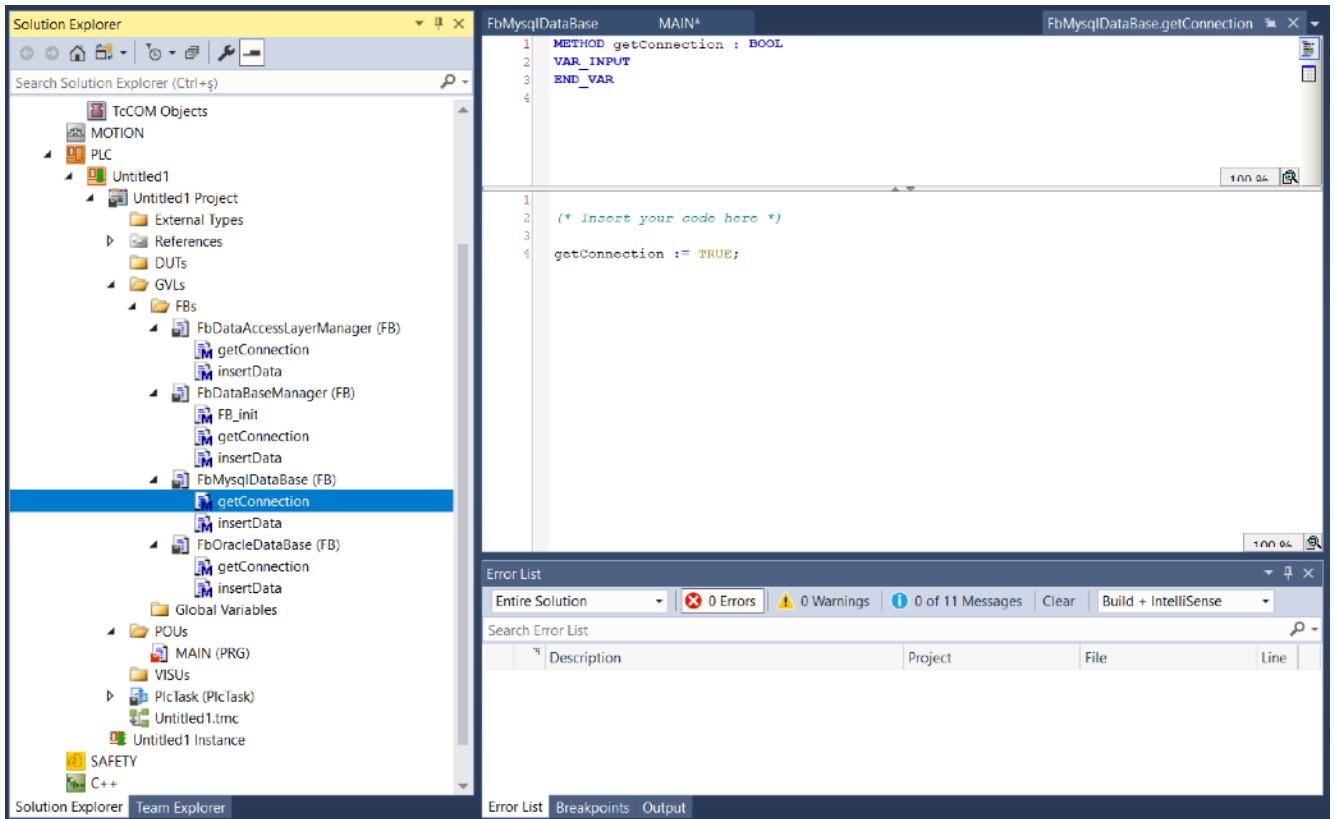 Solution Explorer
Search Solution Explorer (Ctrl+ş)
TcCOM Objects
MOTION
PLC
Untitled1
Untitled1 Project
External Types
References
DUTs
GVLs
FBs
FbDataAccessLayerManager (FB)
getConnection
insertData
FbDataBaseManager (FB)
FB_init
getConnection
insertData
FbMysqlDataBase (FB)
getConnection
insertData
FbOracleDataBase (FB)
getConnection
insertData
Global Variables
POUs
MAIN (PRG)
VISUs
PlcTask (PlcTask)
Untitled1.tmc
Untitled1 Instance
SAFETY
C++
Solution Explorer Team Explorer
FbMysqlDataBase MAIN* FbMysqlDataBase.getConnection
1 METHOD getConnection : BOOL
2 VAR_INPUT
3 END_VAR
4
100 %
1
2 (* Insert your code here *)
3
4 getConnection := TRUE;
100 %
Error List
Entire Solution 0 Errors 0 Warnings 0 of 11 Messages Clear Build + IntelliSense
Search Error List
Description Project File Line
Error List Breakpoints Output